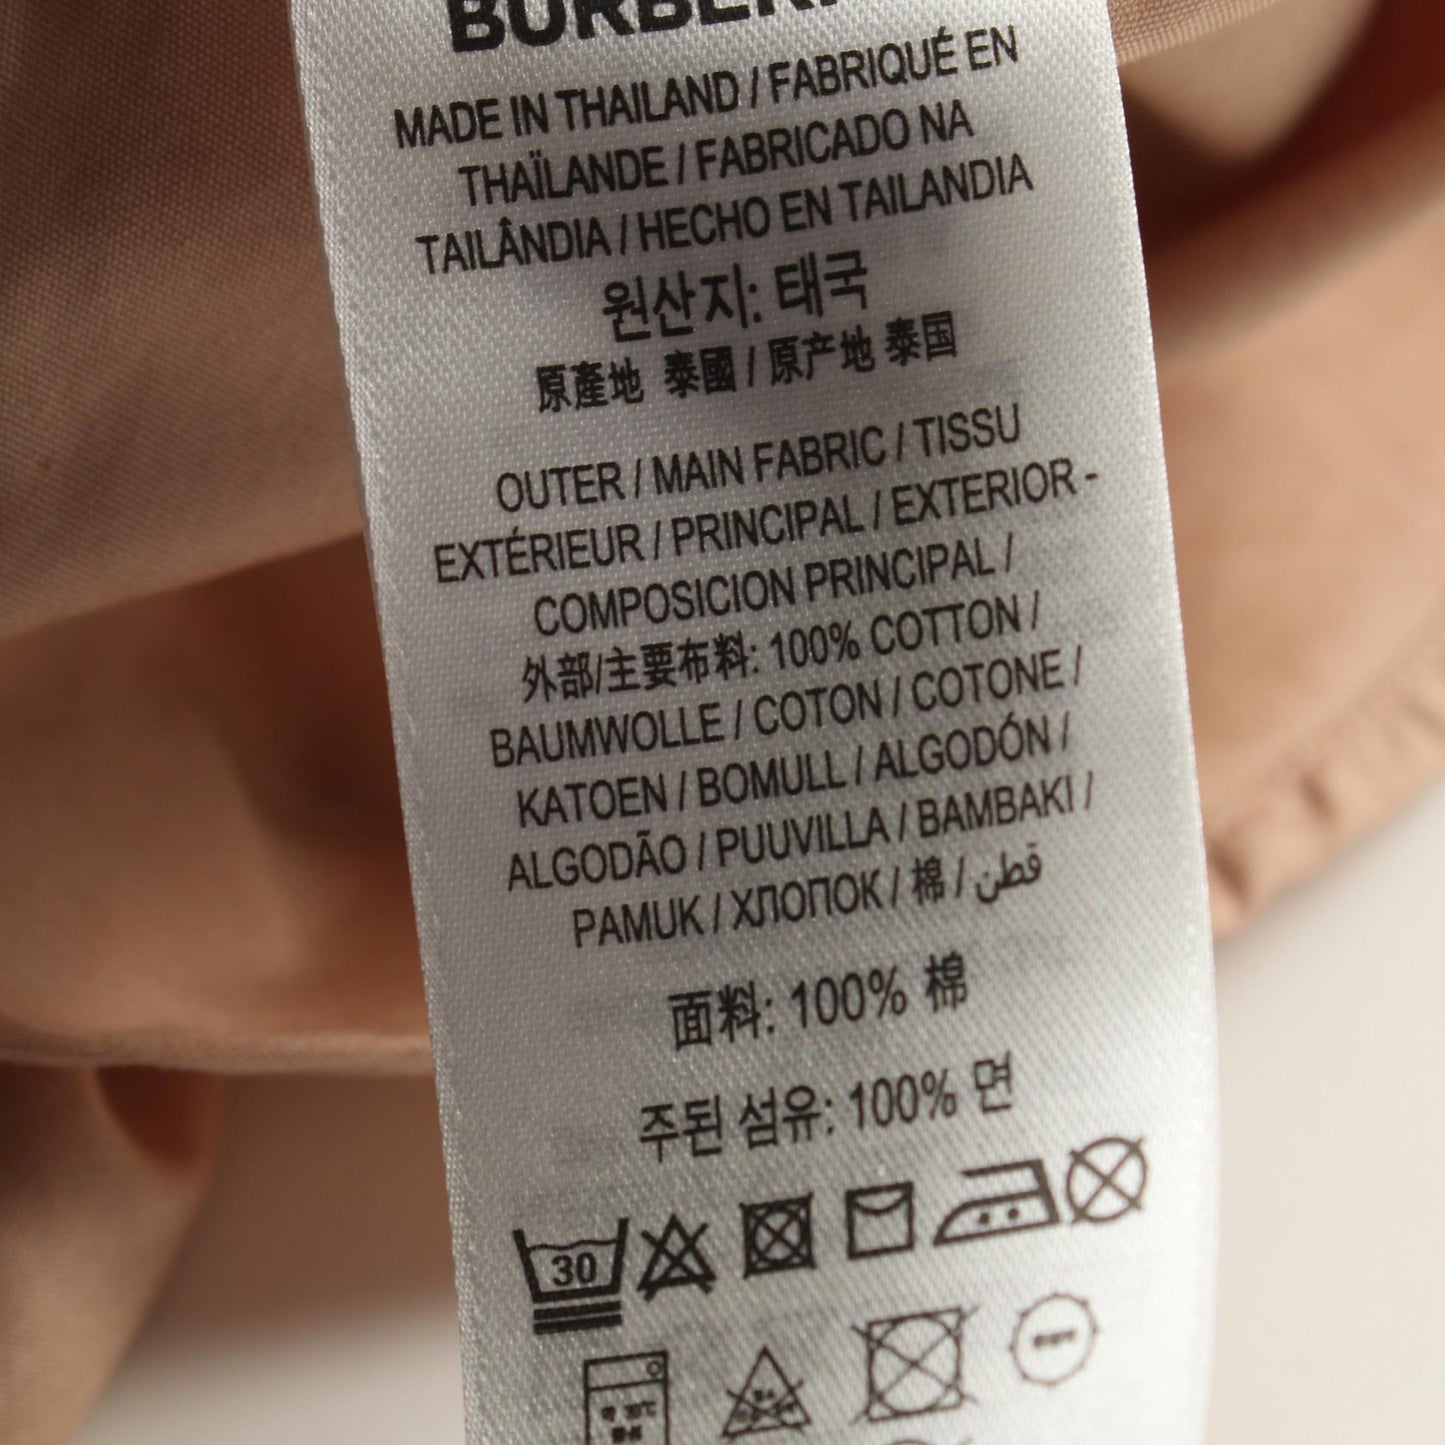 BURBERRY
MADE IN THAILAND / FABRIQUÉ EN
THAÏLANDE / FABRICADO NA
TAILÂNDIA / HECHO EN TAILANDIA
원산지: 태국
原產地 泰國 / 原产地 泰国
OUTER / MAIN FABRIC / TISSU
EXTÉRIEUR / PRINCIPAL / EXTERIOR -
COMPOSICION PRINCIPAL /
外部/主要布料: 100% COTTON /
BAUMWOLLE / COTON / COTONE /
KATOEN / BOMULL / ALGODÓN /
ALGODÃO / PUUVILLA / BAMBAKI /
PAMUK / ХЛОПОК / 棉 / قطن
面料: 100% 棉
주된 섬유: 100% 면
30